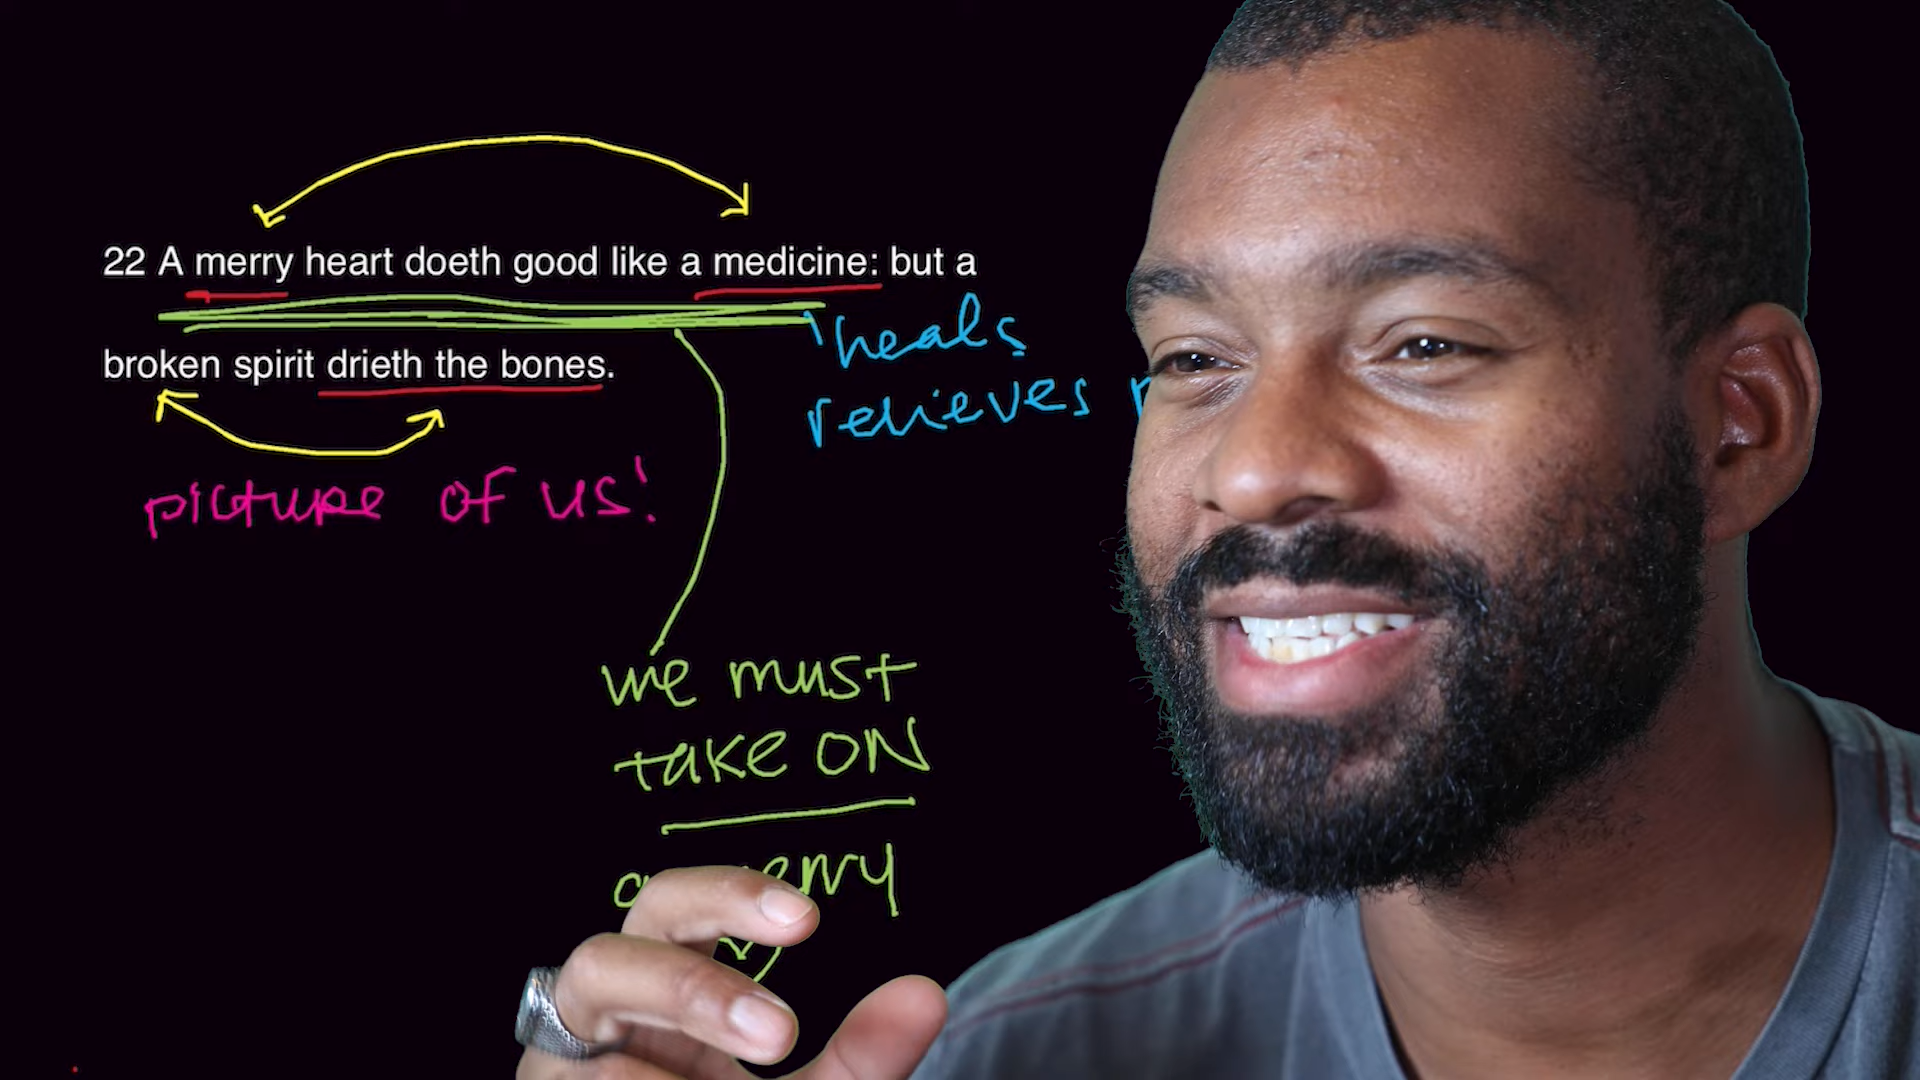 22 A merry heart doeth good like a medicine: but a
broken spirit drieth the bones.
heals
relieves
picture of us!
we must
take ON